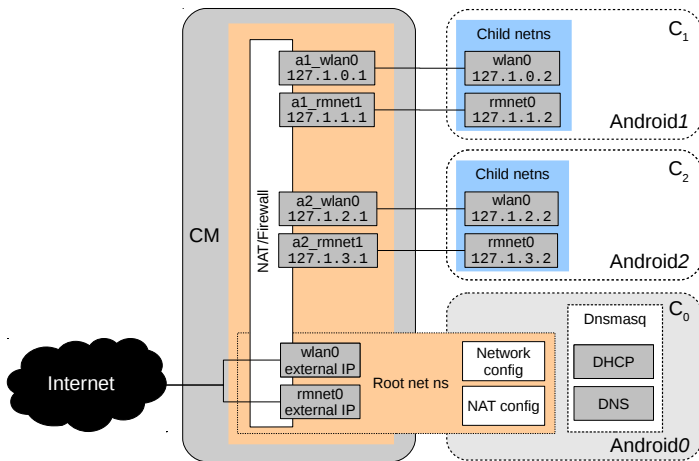 C1
Child netns
a1_wlan0
127.1.0.1
wlan0
127.1.0.2
a1_rmnet1
127.1.1.1
rmnet0
127.1.1.2
Android1
C2
Child netns
a2_wlan0
127.1.2.1
wlan0
127.1.2.2
CM
NAT/Firewall
a2_rmnet1
127.1.3.1
rmnet0
127.1.3.2
Android2
C0
Dnsmasq
wlan0
external IP
Network
config
DHCP
Internet
Root net ns
rmnet0
external IP
NAT config
DNS
Android0